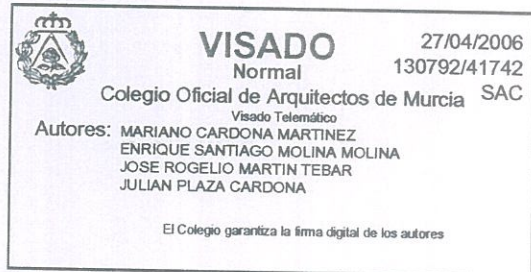 VISADO
Normal
27/04/2006
130792/41742
SAC
Colegio Oficial de Arquitectos de Murcia
Visado Telemático
Autores: MARIANO CARDONA MARTINEZ
ENRIQUE SANTIAGO MOLINA MOLINA
JOSE ROGELIO MARTIN TEBAR
JULIAN PLAZA CARDONA
El Colegio garantiza la firma digital de los autores